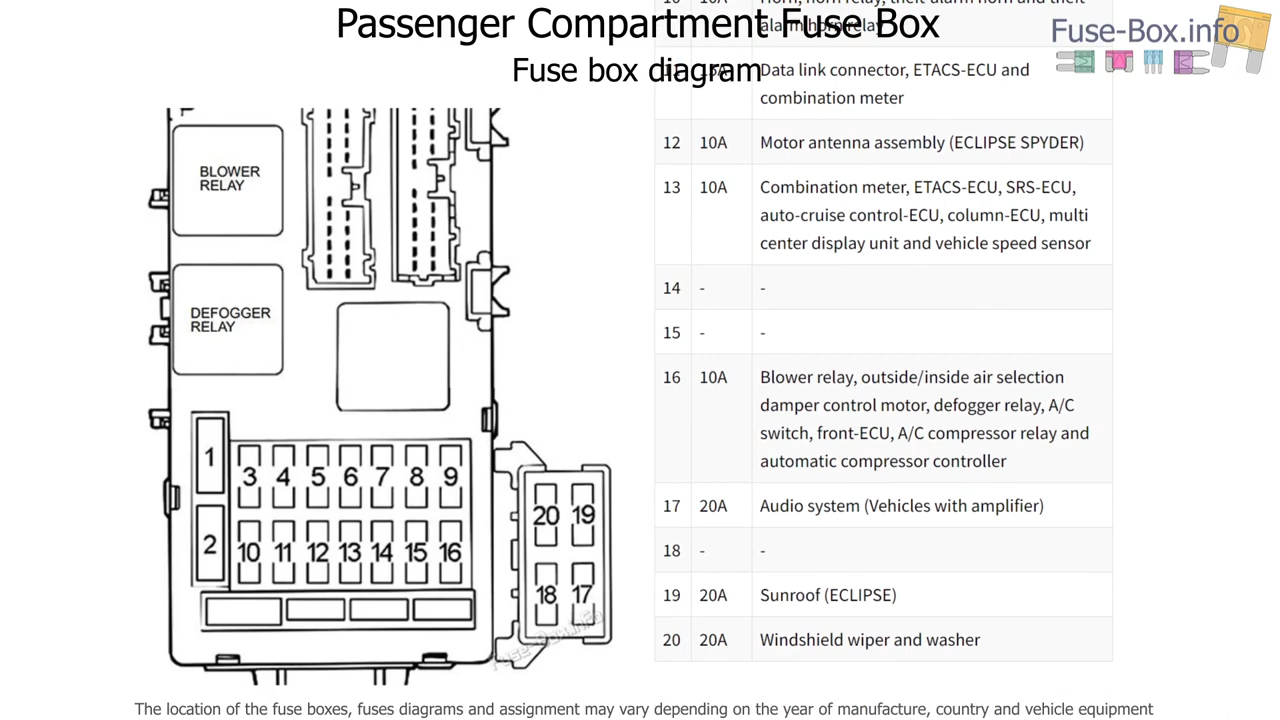 Passenger Compartment Fuse Box
Fuse box diagram
Fuse-Box.info
alarm horn relay
Data link connector, ETACS-ECU and
combination meter
12 10A Motor antenna assembly (ECLIPSE SPYDER)
13 10A Combination meter, ETACS-ECU, SRS-ECU,
auto-cruise control-ECU, column-ECU, multi
center display unit and vehicle speed sensor
14 - -
15 - -
16 10A Blower relay, outside/inside air selection
damper control motor, defogger relay, A/C
switch, front-ECU, A/C compressor relay and
automatic compressor controller
17 20A Audio system (Vehicles with amplifier)
18 - -
19 20A Sunroof (ECLIPSE)
20 20A Windshield wiper and washer
BLOWER
RELAY
DEFOGGER
RELAY
1
3 4 5 6 7 8 9
2
10 11 12 13 14 15 16
20 19
18 17
Fuse-Box.info
The location of the fuse boxes, fuses diagrams and assignment may vary depending on the year of manufacture, country and vehicle equipment